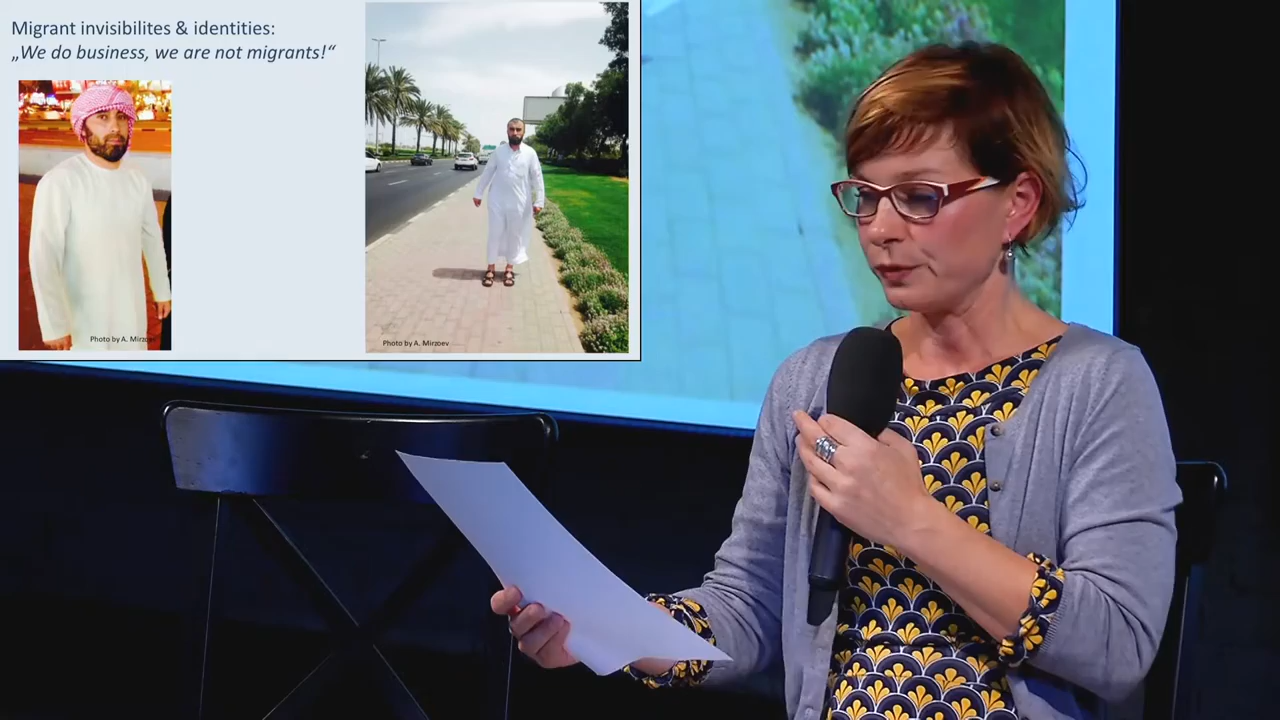 Migrant invisibilites & identities:
„We do business, we are not migrants!“
Photo by A. Mirzoev
Photo by A. Mirzoev